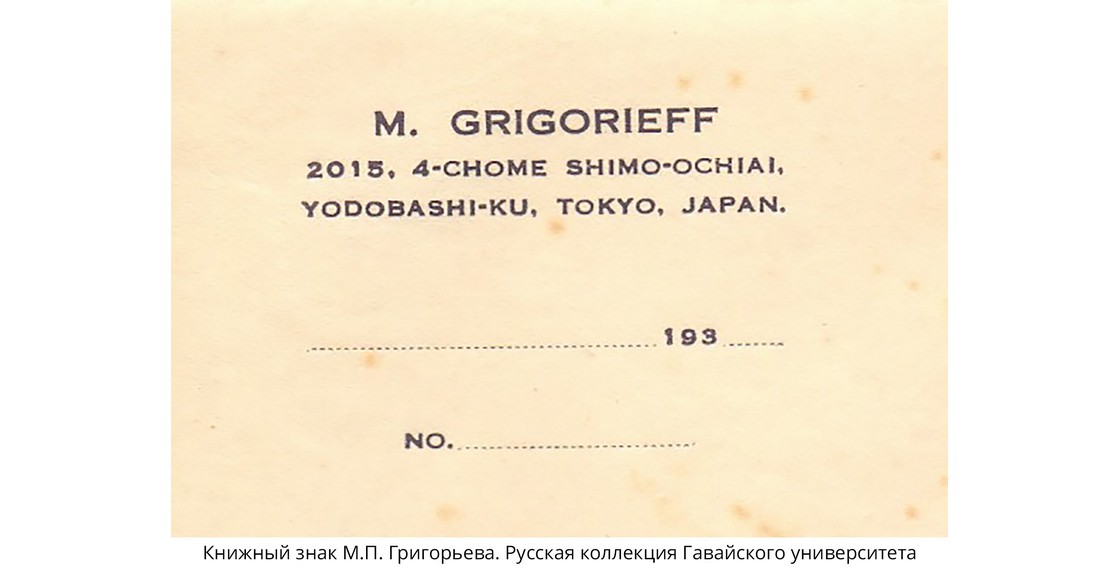 M. GRIGORIEFF
2015, 4-CHOME SHIMO-OCHIAI,
YODOBASHI-KU, TOKYO, JAPAN.
193
NO.
Книжный знак М.П. Григорьева. Русская коллекция Гавайского университета